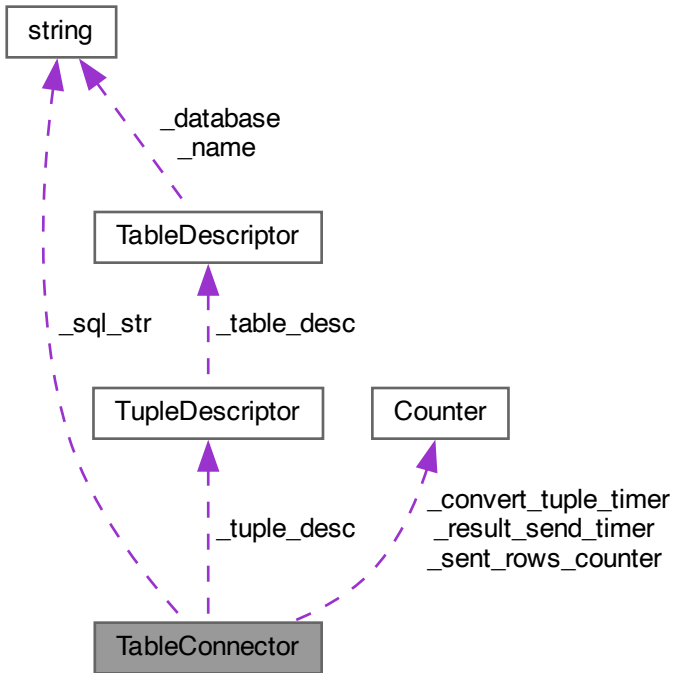 string
_database
_name
TableDescriptor
_sql_str
_table_desc
TupleDescriptor
Counter
_tuple_desc
_convert_tuple_timer
_result_send_timer
_sent_rows_counter
TableConnector